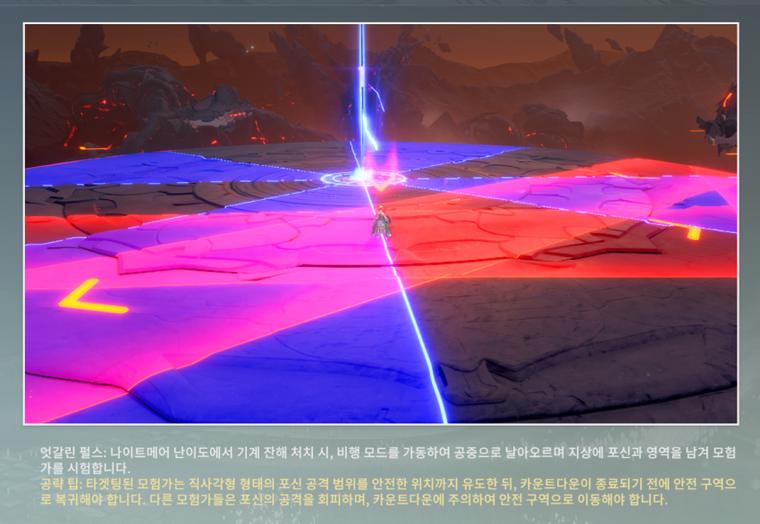 엇갈린 펄스: 나이트메어 난이도에서 기계 잔해 처치 시, 비행 모드를 가동하여 공중으로 날아오르며 지상에 포신과 영역을 남겨 모험
가를 시험합니다.
공략 팁: 타겟팅된 모험가는 직사각형 형태의 포신 공격 범위를 안전한 위치까지 유도한 뒤, 카운트다운이 종료되기 전에 안전 구역으
로 복귀해야 합니다. 다른 모험가들은 포신의 공격을 회피하며, 카운트다운에 주의하여 안전 구역으로 이동해야 합니다.